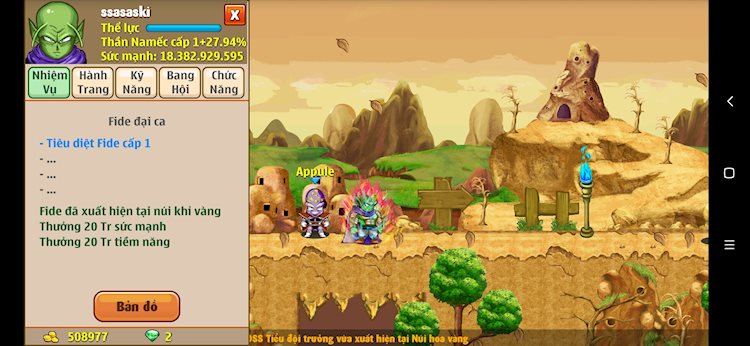 ssasaski
X
Thể lực
Thần Namếc cấp 1+27.94%
Sức mạnh: 18.382.929.595
Nhiệm Vụ
Hành Trang
Kỹ Năng
Bang Hội
Chức Năng
Fide đại ca
- Tiêu diệt Fide cấp 1
- ...
- ...
- ...
Fide đã xuất hiện tại núi khỉ vàng
Thưởng 20 Tr sức mạnh
Thưởng 20 Tr tiềm năng
Bản đồ
508977
2
Appule
OSS Tiểu đội trưởng vừa xuất hiện tại Núi hoa vàng